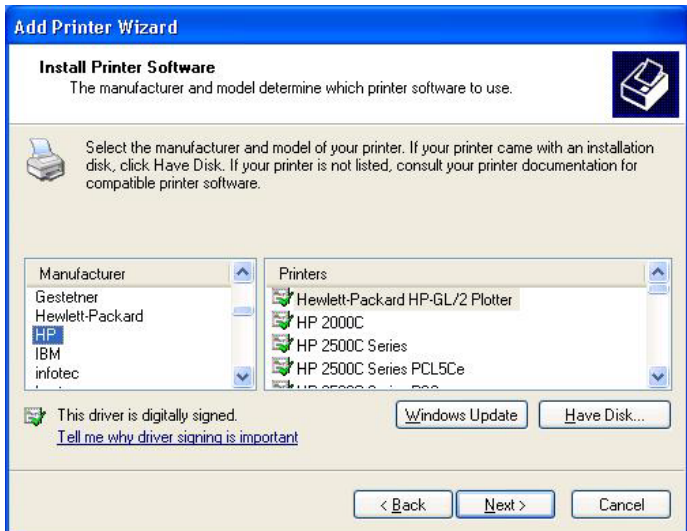 Add Printer Wizard
Install Printer Software
The manufacturer and model determine which printer software to use.
Select the manufacturer and model of your printer. If your printer came with an installation
disk, click Have Disk. If your printer is not listed, consult your printer documentation for
compatible printer software.
Manufacturer
Gestetner
Hewlett-Packard
HP
IBM
infotec
Printers
Hewlett-Packard HP-GL/2 Plotter
HP 2000C
HP 2500C Series
HP 2500C Series PCL5Ce
This driver is digitally signed.
Tell me why driver signing is important
Windows Update
Have Disk...
< Back
Next >
Cancel